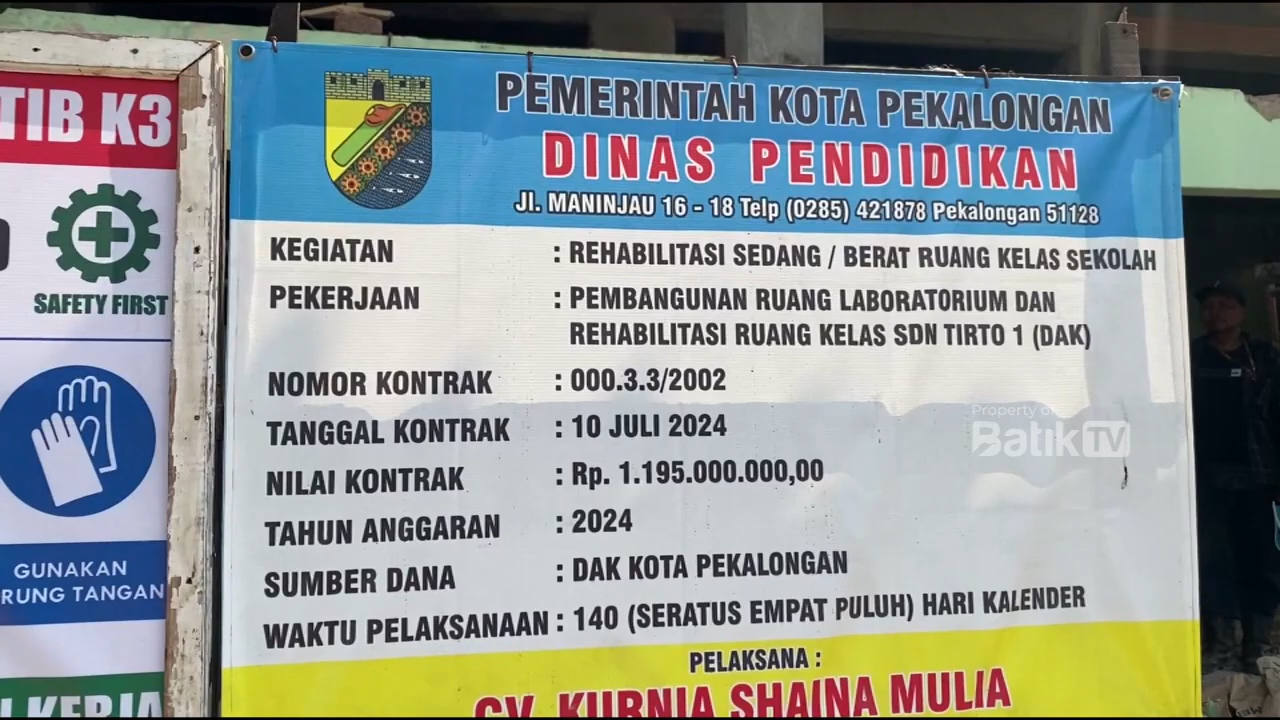 TIB K3
SAFETY FIRST
GUNAKAN
RUNG TANGAN
KERJA
PEMERINTAH KOTA PEKALONGAN
DINAS PENDIDIKAN
Jl. MANINJAU 16 - 18 Telp (0285) 421878 Pekalongan 51128
KEGIATAN : REHABILITASI SEDANG / BERAT RUANG KELAS SEKOLAH
PEKERJAAN : PEMBANGUNAN RUANG LABORATORIUM DAN
REHABILITASI RUANG KELAS SDN TIRTO 1 (DAK)
NOMOR KONTRAK : 000.3.3/2002
TANGGAL KONTRAK : 10 JULI 2024
NILAI KONTRAK : Rp. 1.195.000.000,00
TAHUN ANGGARAN : 2024
SUMBER DANA : DAK KOTA PEKALONGAN
WAKTU PELAKSANAAN : 140 (SERATUS EMPAT PULUH) HARI KALENDER
PELAKSANA :
CV. KURNIA SHAINA MULIA
Property of
Batik TV